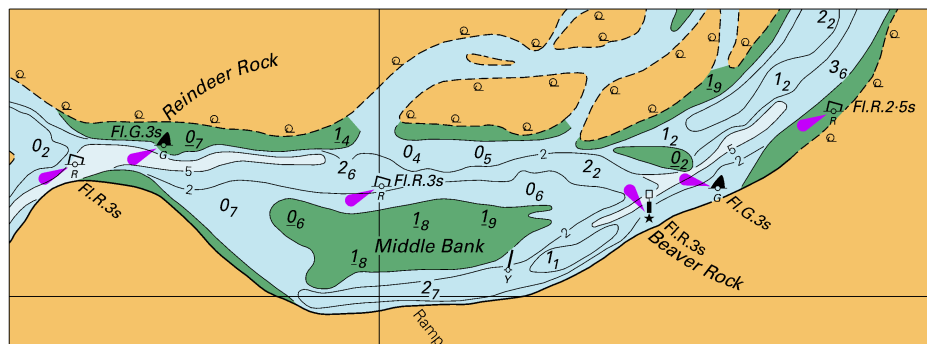 2₂
3₆
1₂
Fl.R.2·5s
R
1₉
Reindeer Rock
Fl.G.3s
G
0₇
1₄
0₂
R
Fl.R.3s
5
2
2₆
0₄
0₅
2
1₂
2₂
0₂
5
2
Fl.R.3s
R
0₆
G
Fl.G.3s
0₇
0₆
1₈
1₉
Middle Bank
1₈
2
Fl.R.3s
Beaver Rock
1₁
Y
2₇
Ramp